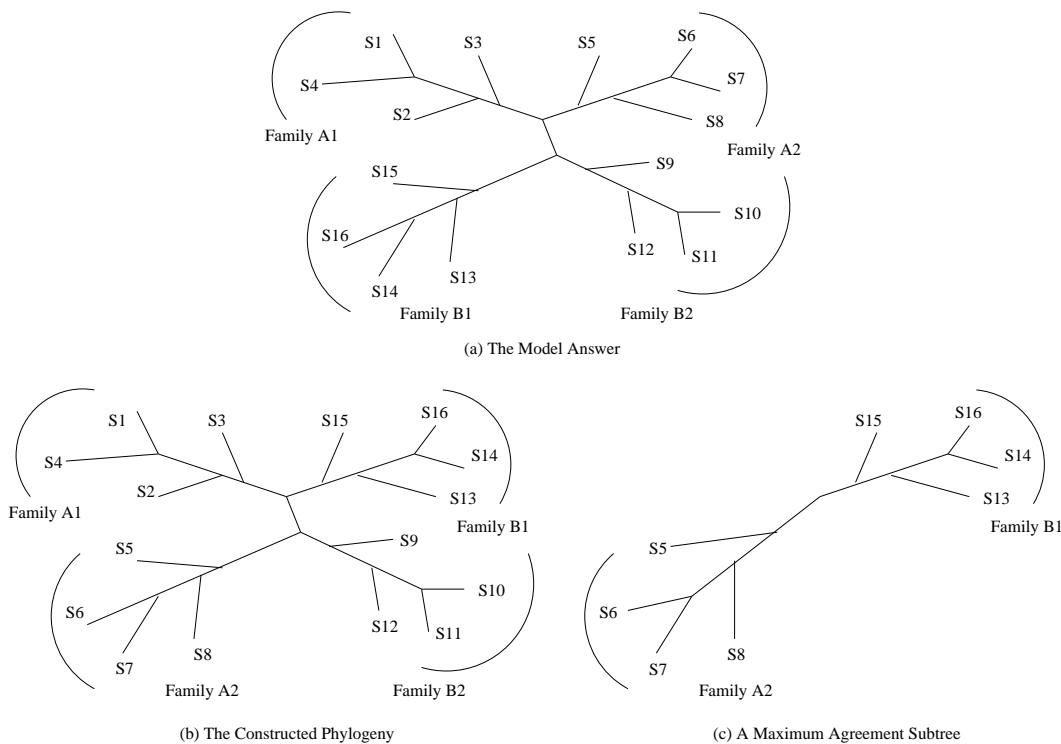 S1
S3
S5
S6
S4
S7
S2
S8
Family A1
Family A2
S15
S9
S16
S10
S12
S11
S14
S13
Family B1
Family B2
(a) The Model Answer
S1
S3
S15
S16
S4
S14
S2
S13
Family A1
Family B1
S5
S9
S6
S10
S12
S11
S7
S8
Family A2
Family B2
(b) The Constructed Phylogeny
S15
S16
S14
S13
Family B1
S5
S6
S7
S8
Family A2
(c) A Maximum Agreement Subtree